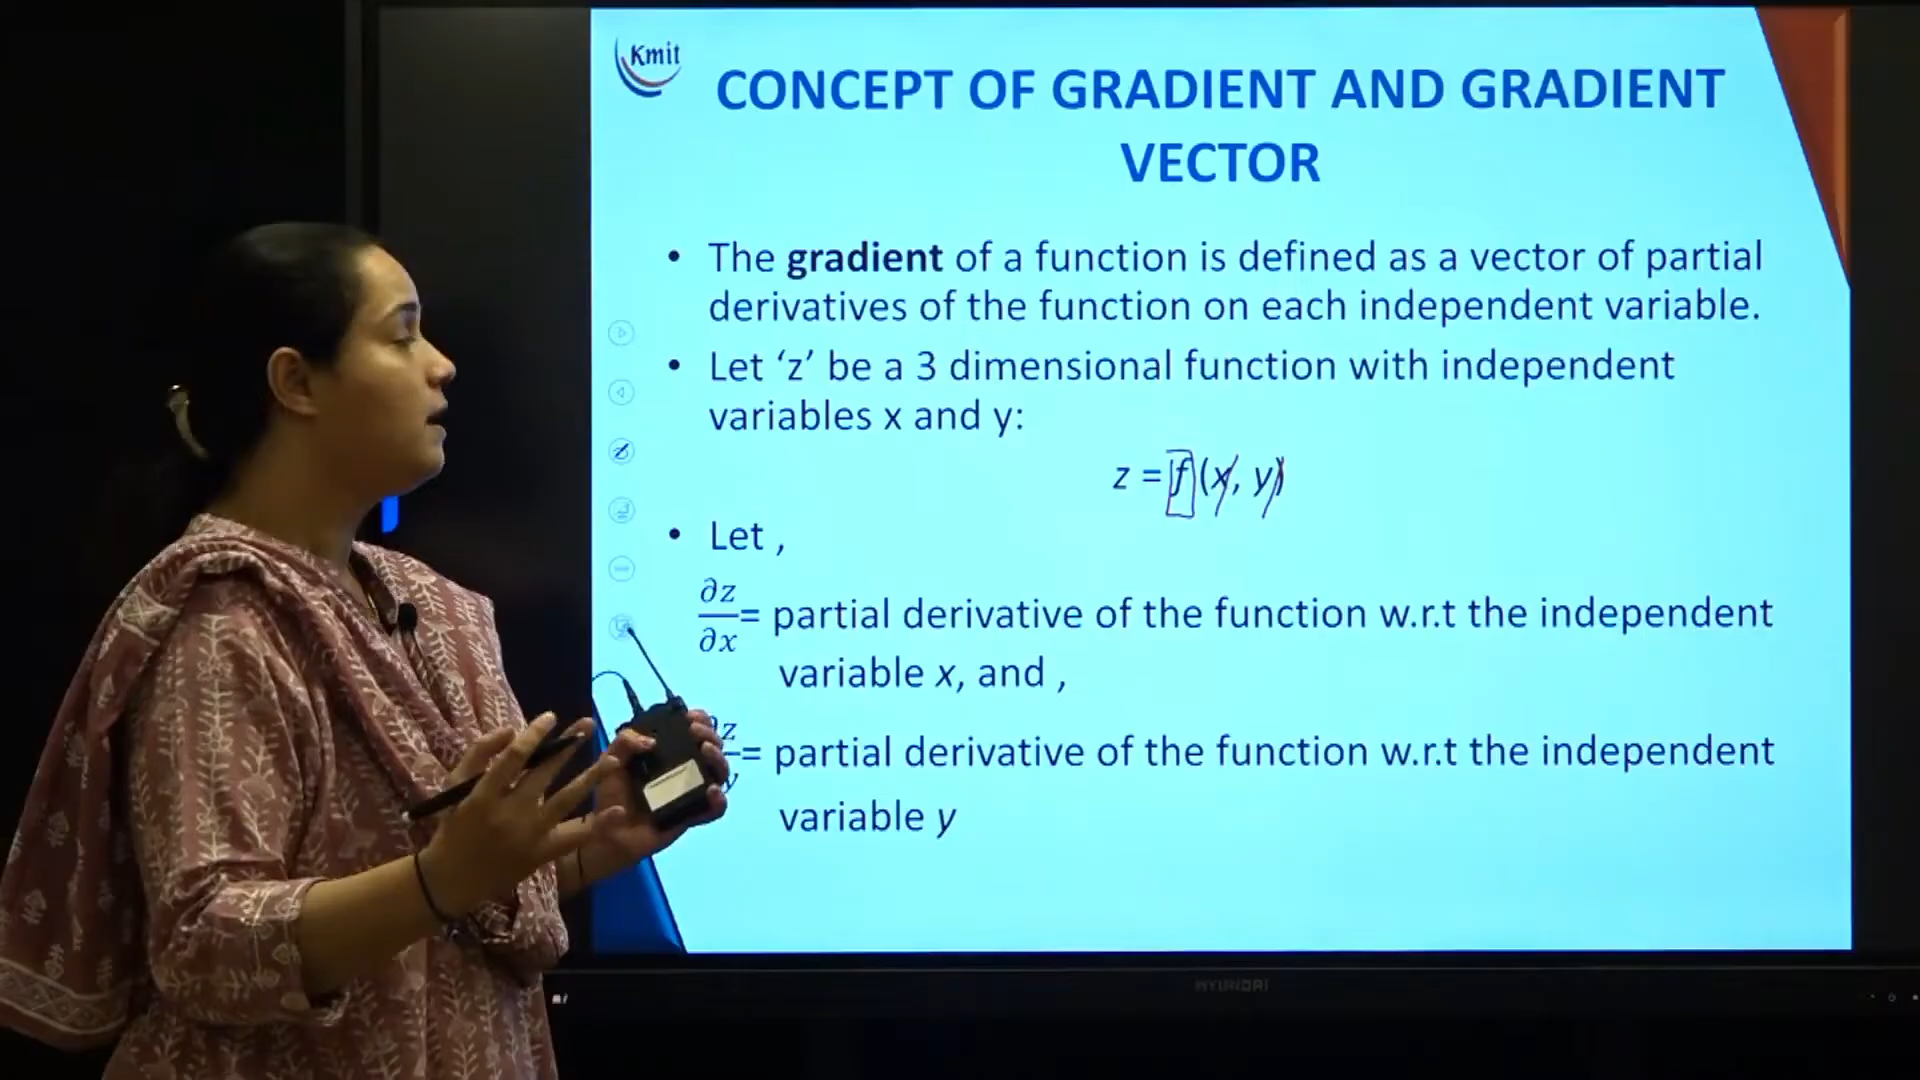 Kmit
CONCEPT OF GRADIENT AND GRADIENT
VECTOR
• The gradient of a function is defined as a vector of partial
derivatives of the function on each independent variable.
• Let ‘z’ be a 3 dimensional function with independent
variables x and y:
z = f (x, y)
• Let ,
∂z/∂x = partial derivative of the function w.r.t the independent
variable x, and ,
z/y = partial derivative of the function w.r.t the independent
variable y
HYUNDAI